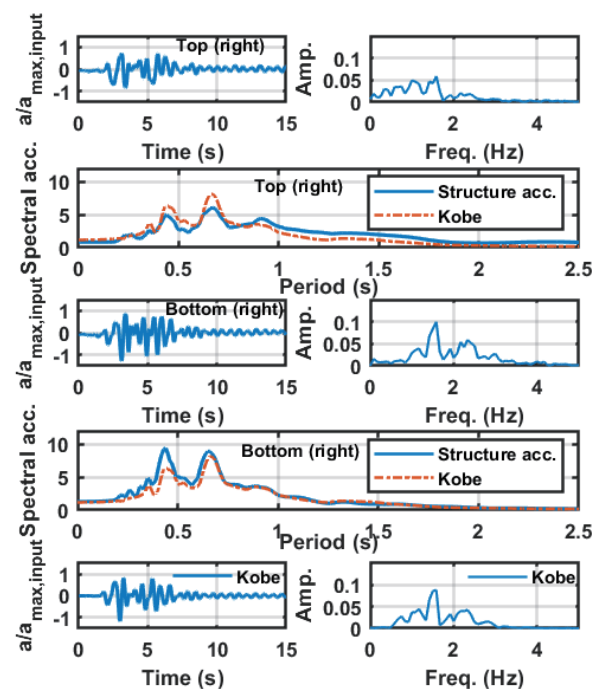 a/a max,input
1
0
-1
Top (right)
0 5 10 15
Time (s)
Amp.
0.1
0.05
0
0 2 4
Freq. (Hz)
Spectral acc.
10
5
0
Top (right)
Structure acc.
Kobe
0 0.5 1 1.5 2 2.5
Period (s)
a/a max,input
1
0
-1
Bottom (right)
0 5 10 15
Time (s)
Amp.
0.1
0.05
0
0 2 4
Freq. (Hz)
Spectral acc.
10
5
0
Bottom (right)
Structure acc.
Kobe
0 0.5 1 1.5 2 2.5
Period (s)
a/a max,input
1
0
-1
Kobe
0 5 10 15
Time (s)
Amp.
0.1
0.05
0
Kobe
0 2 4
Freq. (Hz)